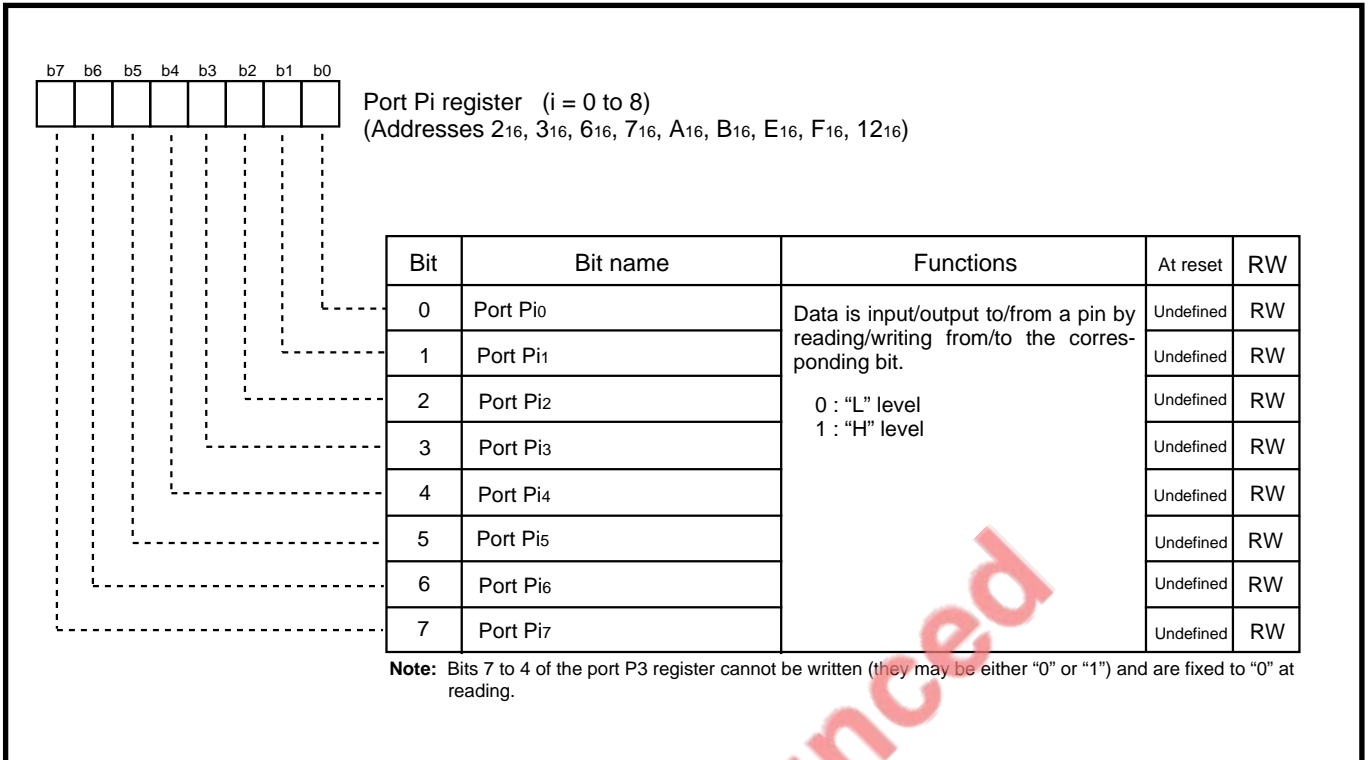 b7 b6 b5 b4 b3 b2 b1 b0
Port Pi register (i = 0 to 8)
(Addresses 216, 316, 616, 716, A16, B16, E16, F16, 1216)
Bit Bit name Functions At reset RW
0 Port Pi0 Undefined RW
Data is input/output to/from a pin by
reading/writing from/to the corres-
ponding bit.
0 : “L” level
1 : “H” level
1 Port Pi1 Undefined RW
2 Port Pi2 Undefined RW
3 Port Pi3 Undefined RW
4 Port Pi4 Undefined RW
5 Port Pi5 Undefined RW
6 Port Pi6 Undefined RW
7 Port Pi7 Undefined RW
Note: Bits 7 to 4 of the port P3 register cannot be written (they may be either “0” or “1”) and are fixed to “0” at
reading.
nced